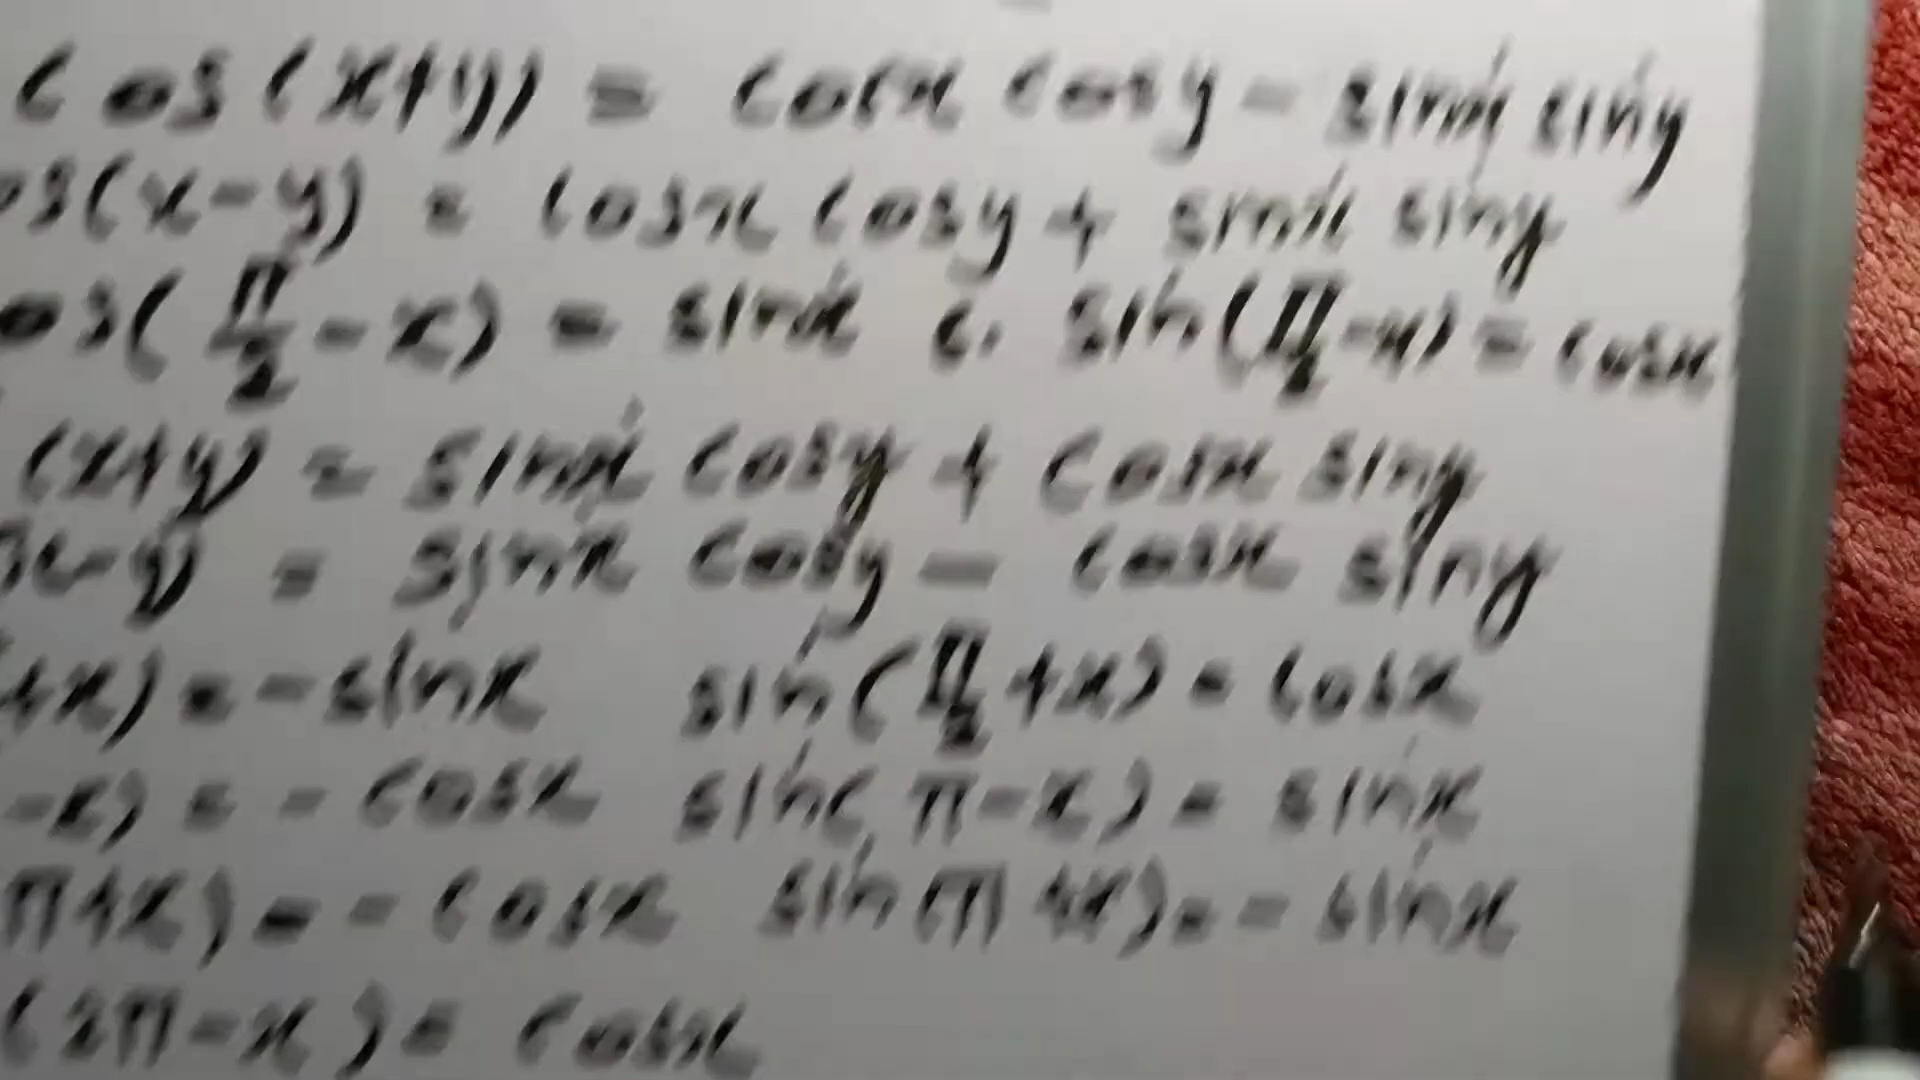 cos(x+y) = cosx cosy - sinx siny
os(x-y) = cosx cosy + sinx siny
os(π/2 - x) = sinx sin(π/2 - x) = cosx
(x+y) = sinx cosy + cosx siny
x-y) = sinx cosy - cosx siny
+x) = -sinx sin(π/2 + x) = cosx
-x) = - cosx sin(π-x) = sinx
π+x) = - cosx sin(π+x) = - sinx
(2π-x) = cosx